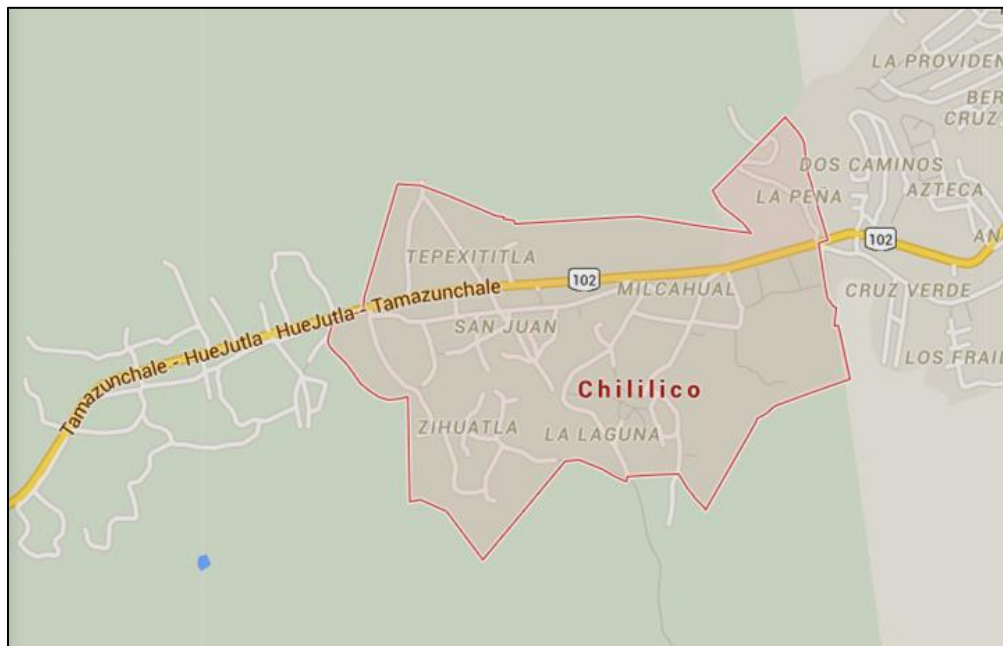 LA PROVIDEN
BER
CRUZ
DOS CAMINOS
LA PEÑA
AZTECA
102
AN
TEPEXITITLA
102
MILCAHUAL
CRUZ VERDE
Tamazunchale - HueJutla
HueJutla - Tamazunchale
SAN JUAN
LOS FRAIL
Chililico
ZIHUATLA
LA LAGUNA